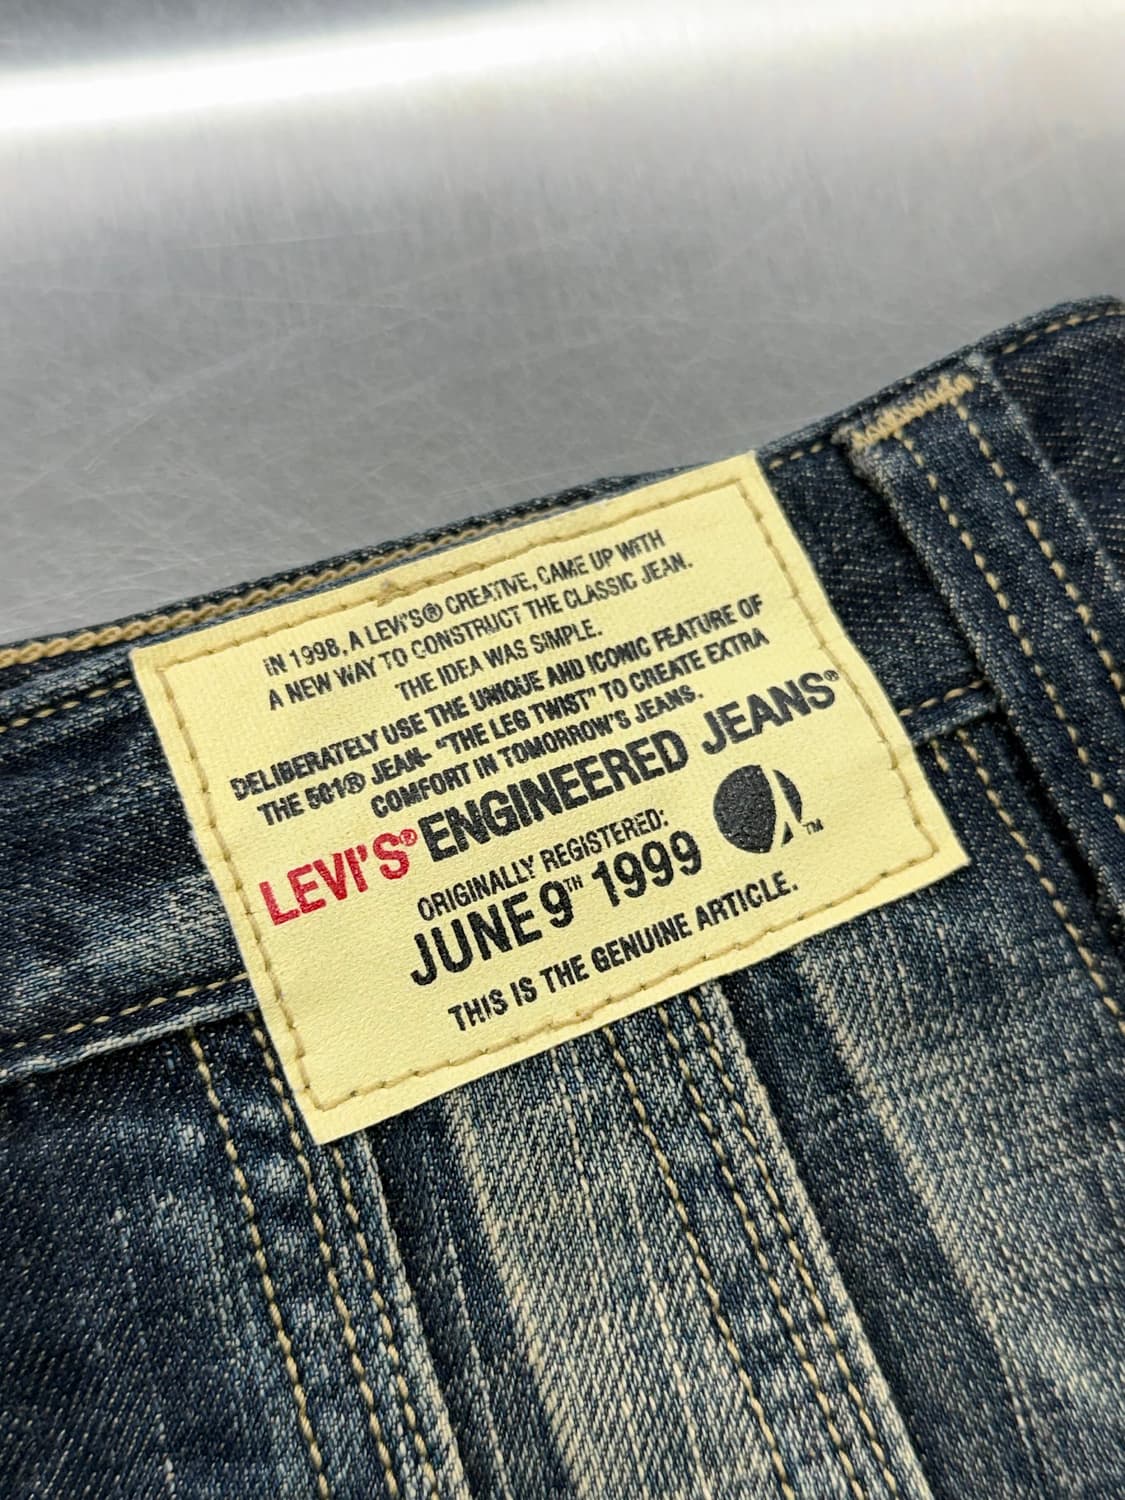 IN 1998, A LEVI'S® CREATIVE, CAME UP WITH
A NEW WAY TO CONSTRUCT THE CLASSIC JEAN.
THE IDEA WAS SIMPLE.
DELIBERATELY USE THE UNIQUE AND ICONIC FEATURE OF
THE 501® JEAN- "THE LEG TWIST" TO CREATE EXTRA
COMFORT IN TOMORROW'S JEANS.
LEVI'S® ENGINEERED JEANS®
ORIGINALLY REGISTERED:
JUNE 9TH 1999
TM
THIS IS THE GENUINE ARTICLE.